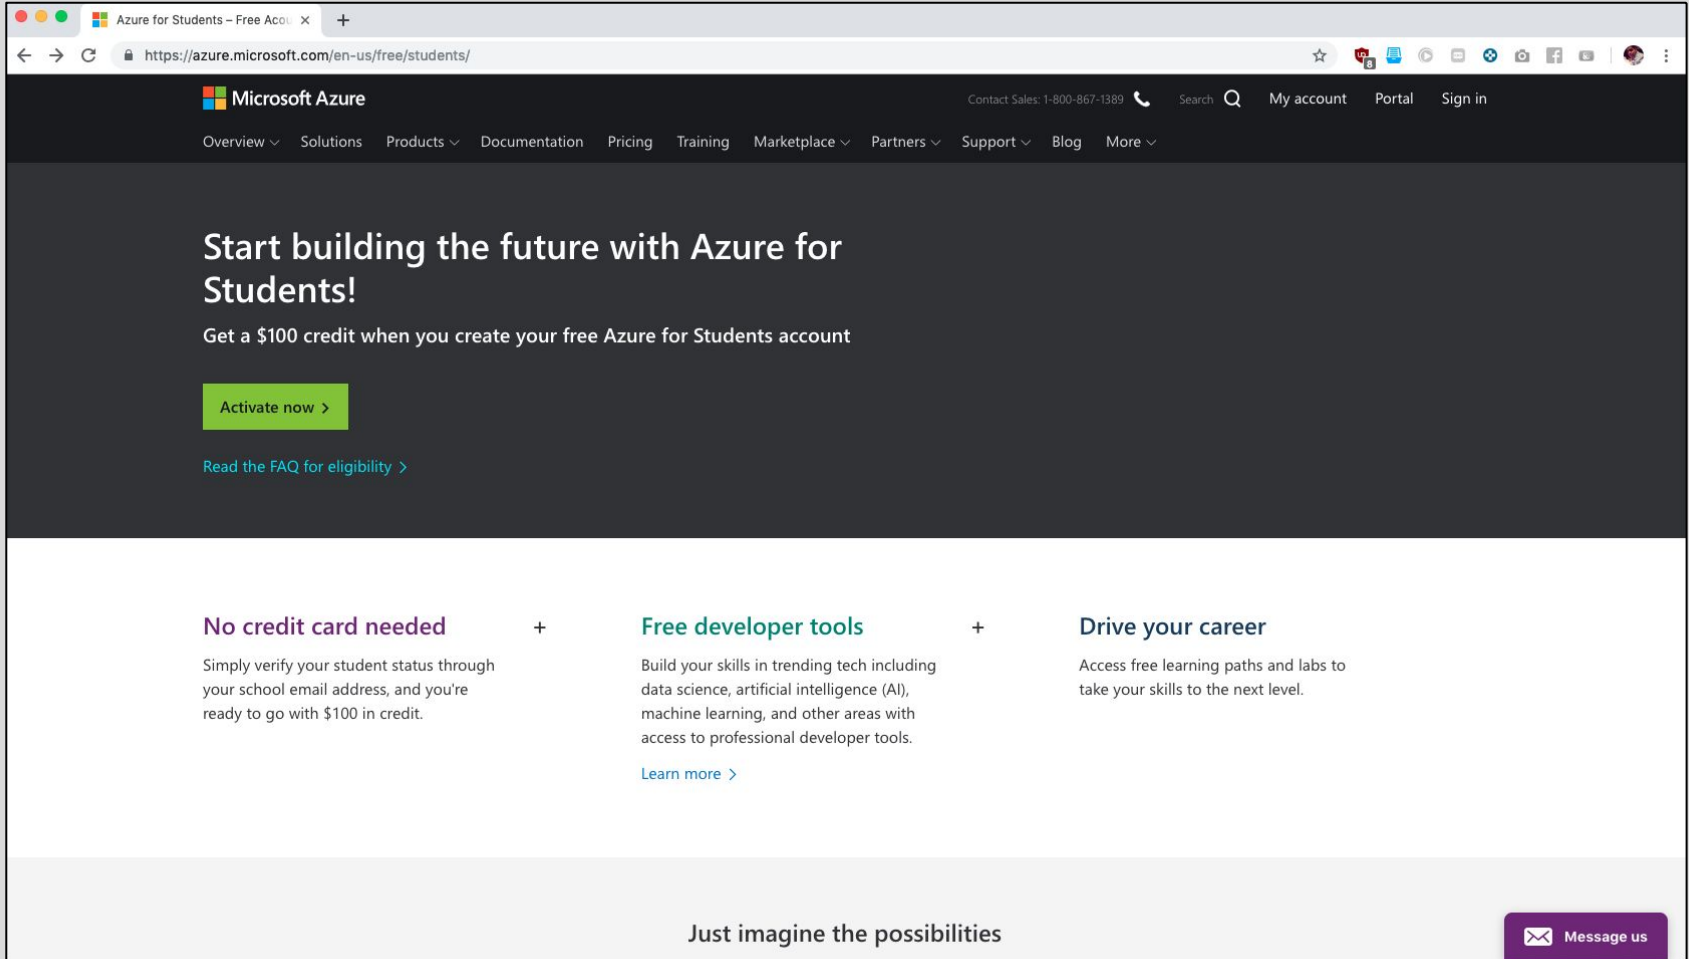 Azure for Students – Free Acou
https://azure.microsoft.com/en-us/free/students/
8
Microsoft Azure
Contact Sales: 1-800-867-1389 Search My account Portal Sign in
Overview Solutions Products Documentation Pricing Training Marketplace Partners Support Blog More
Start building the future with Azure for
Students!
Get a $100 credit when you create your free Azure for Students account
Activate now
Read the FAQ for eligibility
No credit card needed
Simply verify your student status through
your school email address, and you're
ready to go with $100 in credit.
Free developer tools
Build your skills in trending tech including
data science, artificial intelligence (AI),
machine learning, and other areas with
access to professional developer tools.
Learn more
Drive your career
Access free learning paths and labs to
take your skills to the next level.
Just imagine the possibilities
Message us